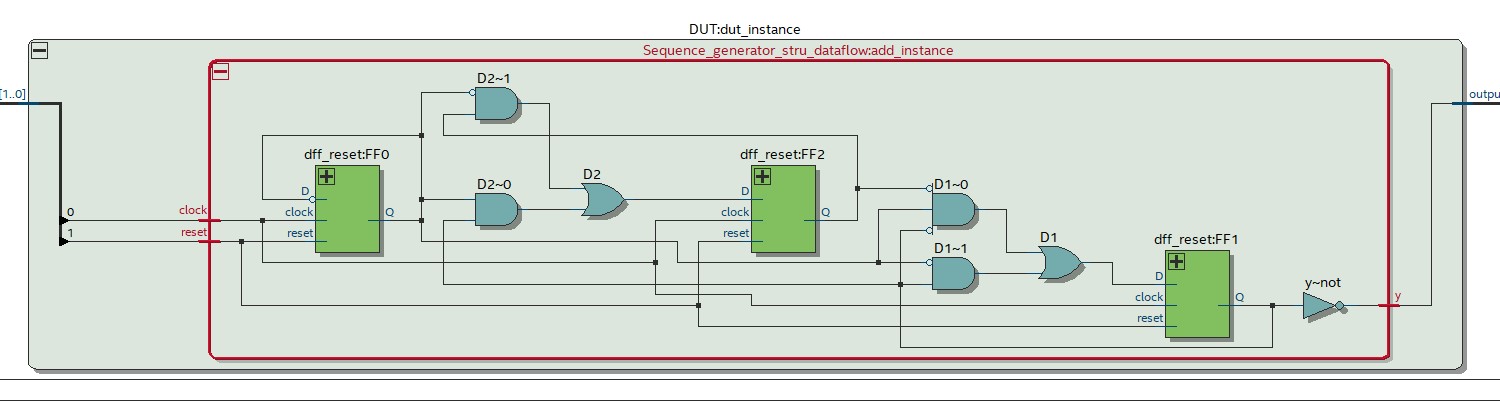 DUT:dut_instance
Sequence_generator_stru_dataflow:add_instance
[1..0]
outpu
D2~1
dff_reset:FF0
dff_reset:FF2
D2~0
D2
D1~0
D
clock
reset
Q
D
clock
reset
Q
0
1
clock
reset
D1~1
D1
dff_reset:FF1
D
clock
reset
Q
y~not
y